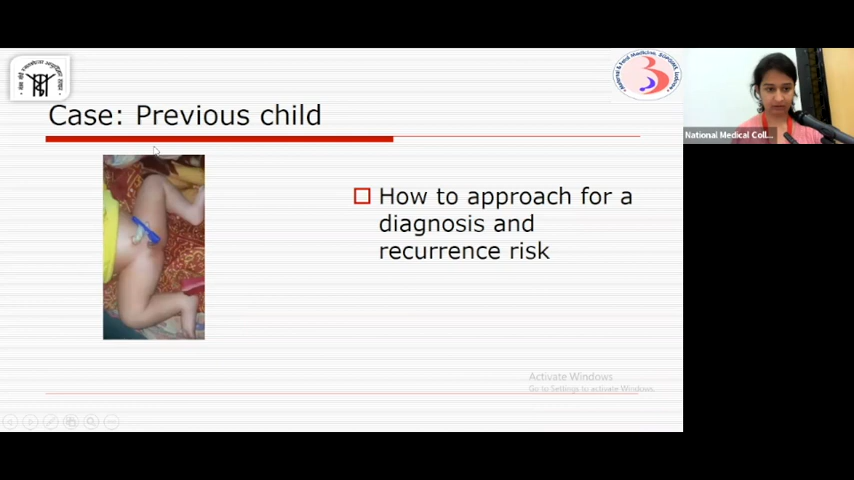 Case: Previous child
How to approach for a
diagnosis and
recurrence risk
National Medical Coll...
Activate Windows
Go to Settings to activate Windows.